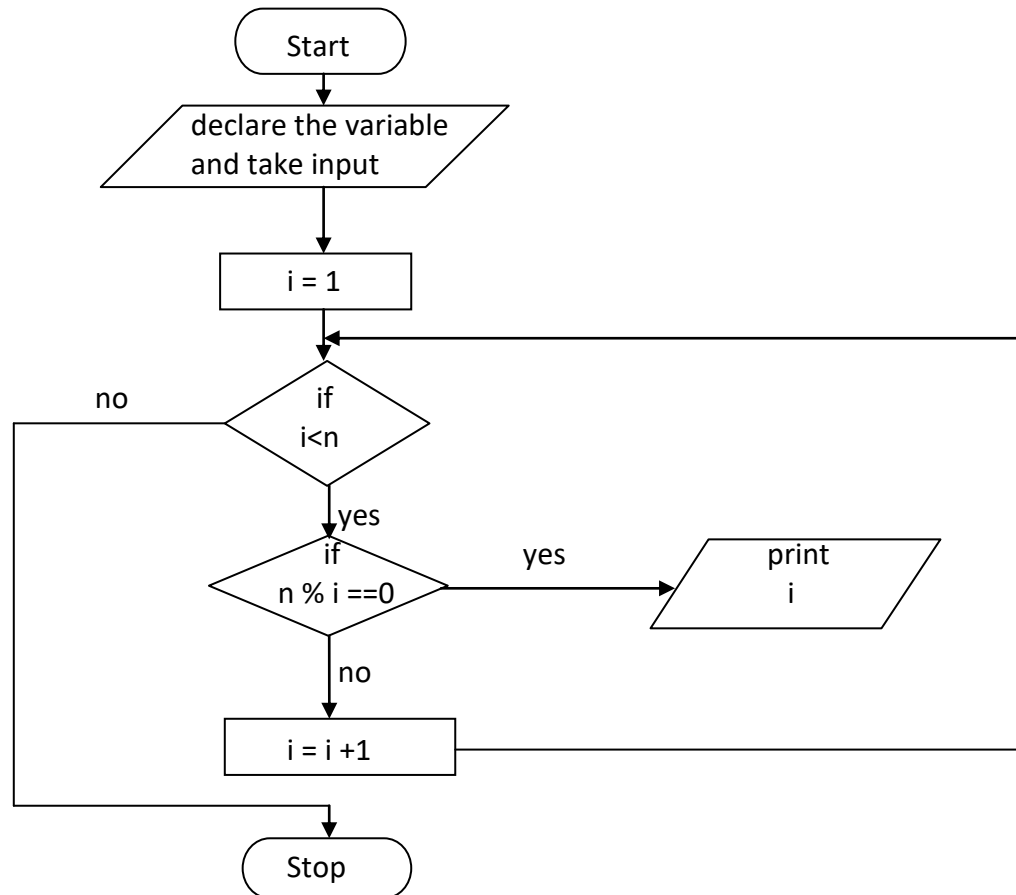 Start
declare the variable
and take input
i = 1
no
if
i<n
yes
if
n % i ==0
yes
print
i
no
i = i +1
Stop